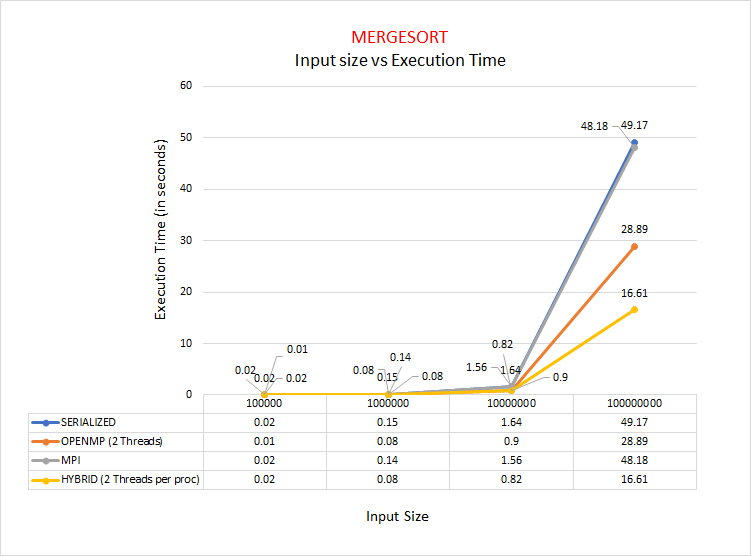 MERGESORT
Input size vs Execution Time
Execution Time (in seconds)
60
50
40
30
20
10
0
48.18
49.17
28.89
16.61
0.02
0.01
0.02
0.02
0.08
0.14
0.15
0.08
0.82
1.56
1.64
0.9
100000 1000000 10000000 100000000
SERIALIZED 0.02 0.15 1.64 49.17
OPENMP (2 Threads) 0.01 0.08 0.9 28.89
MPI 0.02 0.14 1.56 48.18
HYBRID (2 Threads per proc) 0.02 0.08 0.82 16.61
Input Size